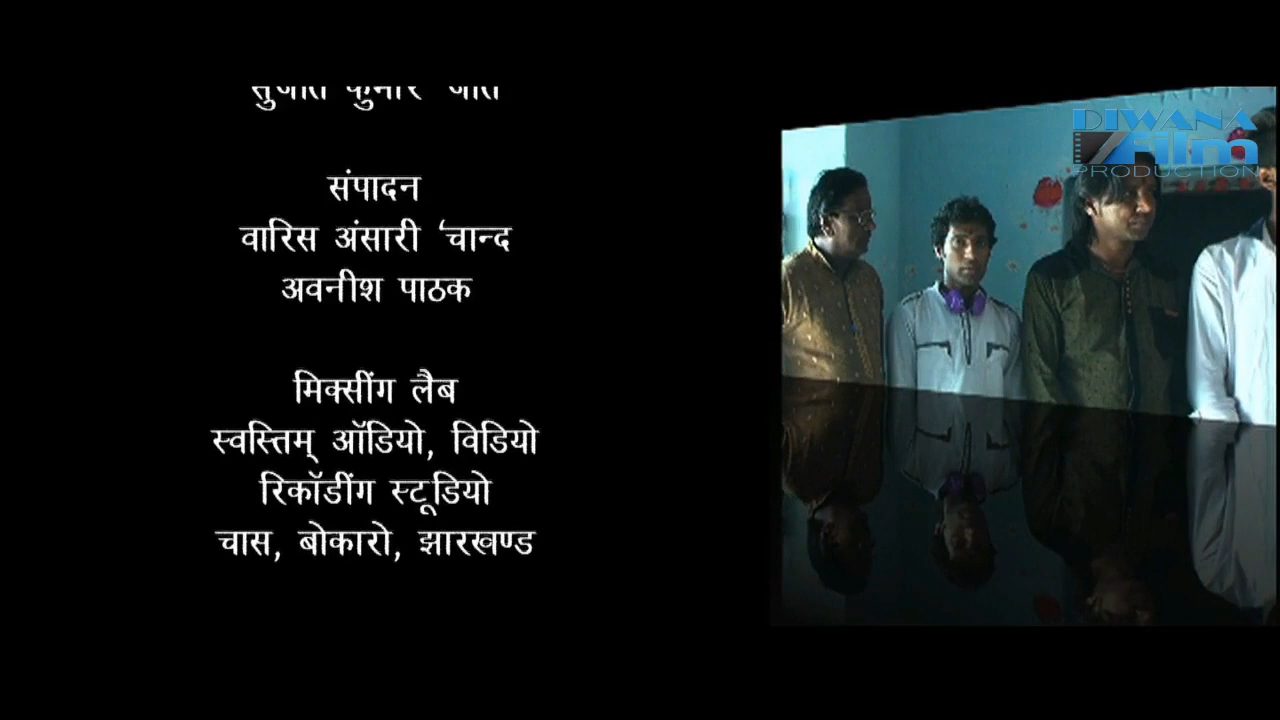 संपादन
वारिस अंसारी ‘चान्द
अवनीश पाठक
मिक्सींग लैब
स्वस्तिम् ऑडियो, विडियो
रिकॉर्डींग स्टूडियो
चास, बोकारो, झारखण्ड
DIWANA
Film
PRODUCTION